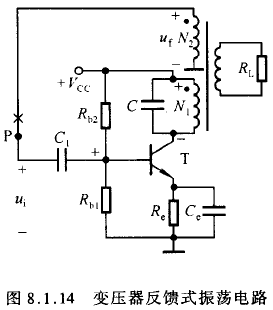 u_f N_2
R_L
+V_CC
R_b2
C
N_1
P
C_1
T
u_i
R_b1
R_e
C_e
图 8.1.14 变压器反馈式振荡电路